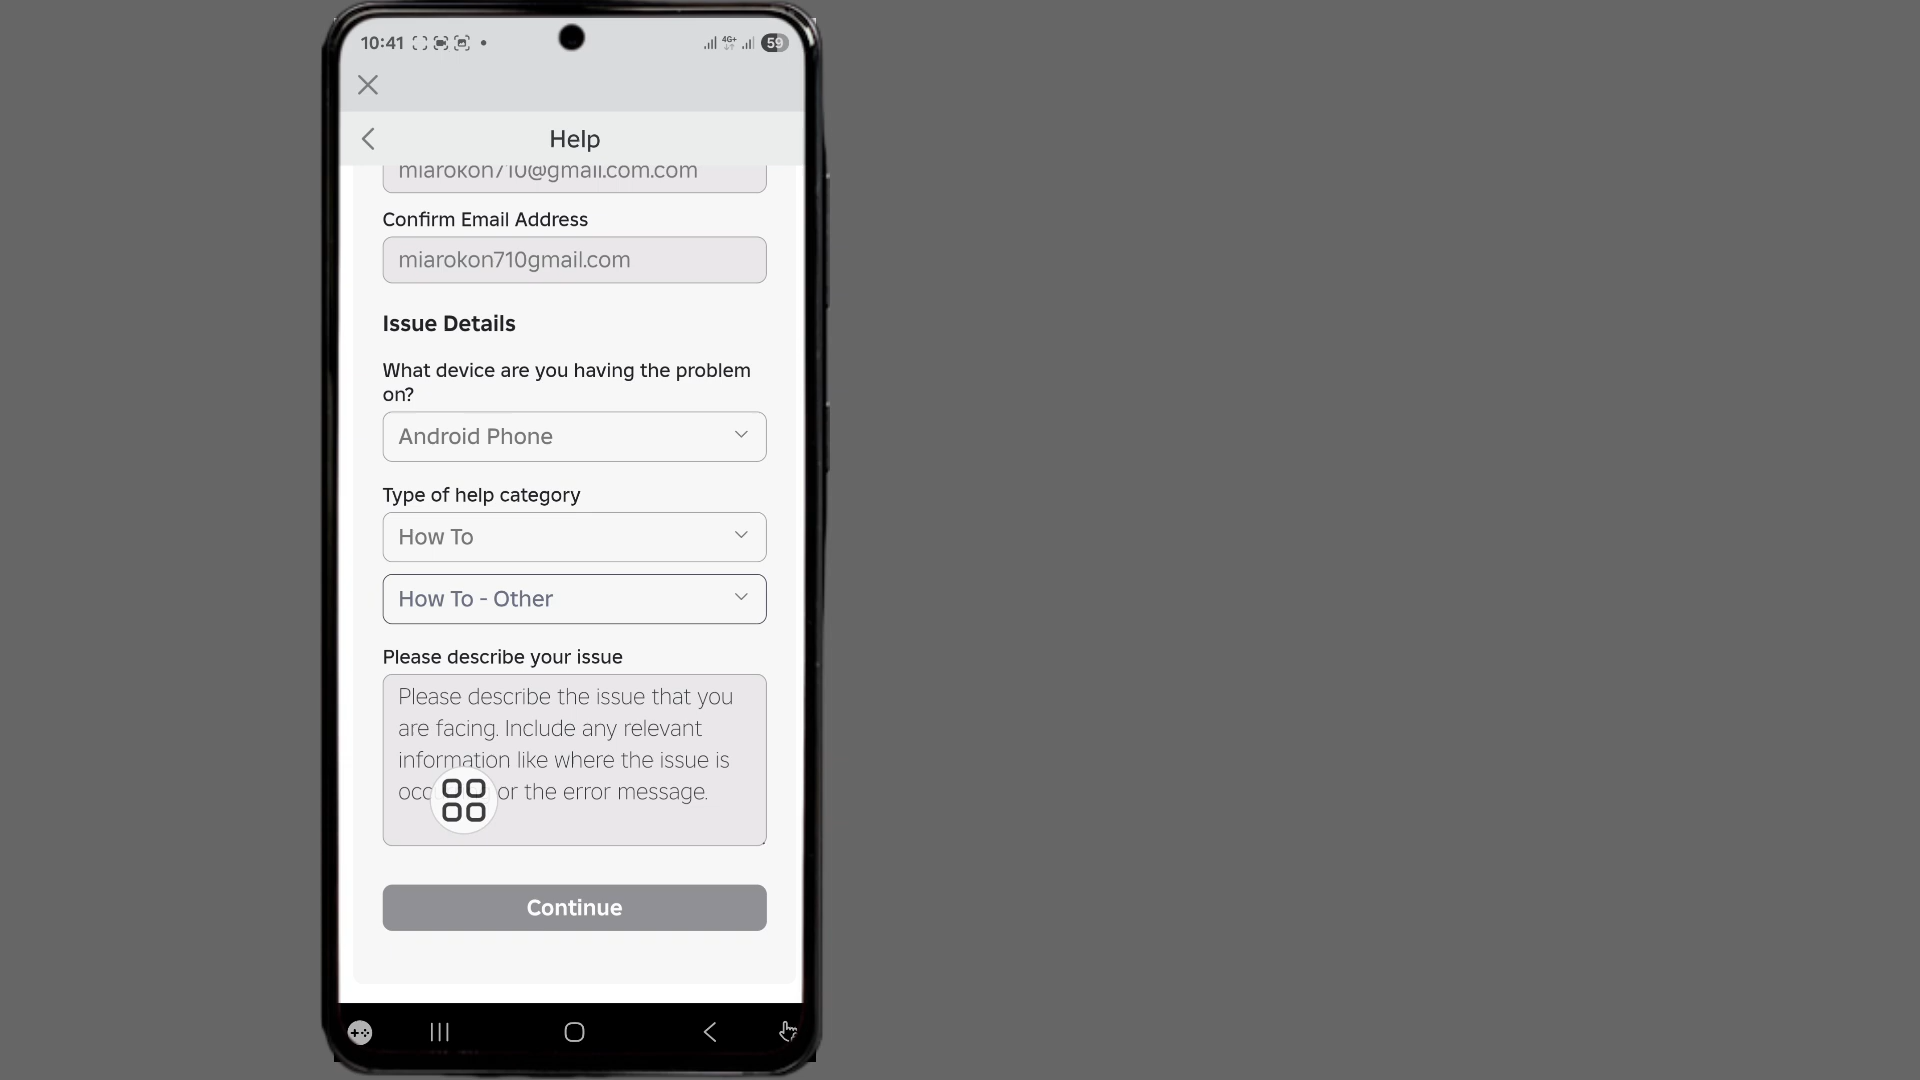 10:41
4G+
59
Help
miarokon710@gmail.com.com
Confirm Email Address
miarokon710gmail.com
Issue Details
What device are you having the problem
on?
Android Phone
Type of help category
How To
How To - Other
Please describe your issue
Please describe the issue that you
are facing. Include any relevant
information like where the issue is
or the error message.
Continue